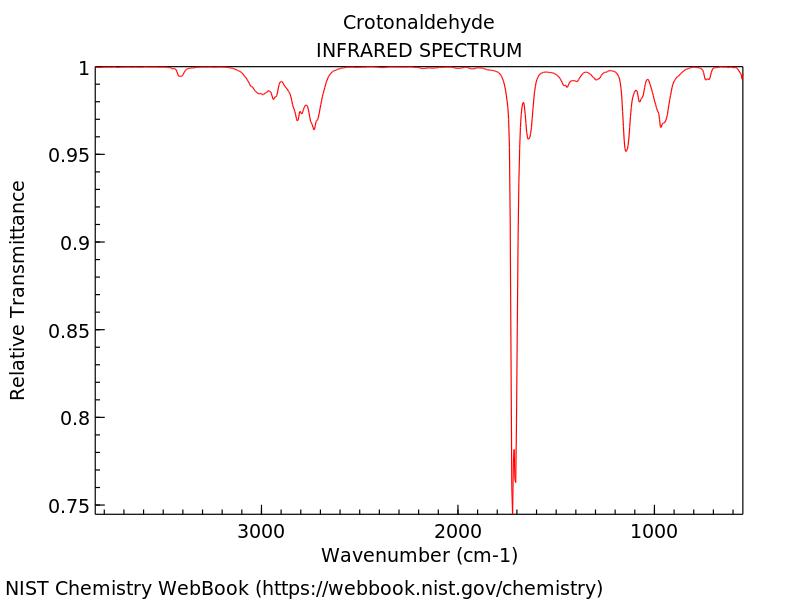 Crotonaldehyde
INFRARED SPECTRUM
1
0.95
0.9
0.85
0.8
0.75
Relative Transmittance
3000
2000
1000
Wavenumber (cm-1)
NIST Chemistry WebBook (https://webbook.nist.gov/chemistry)